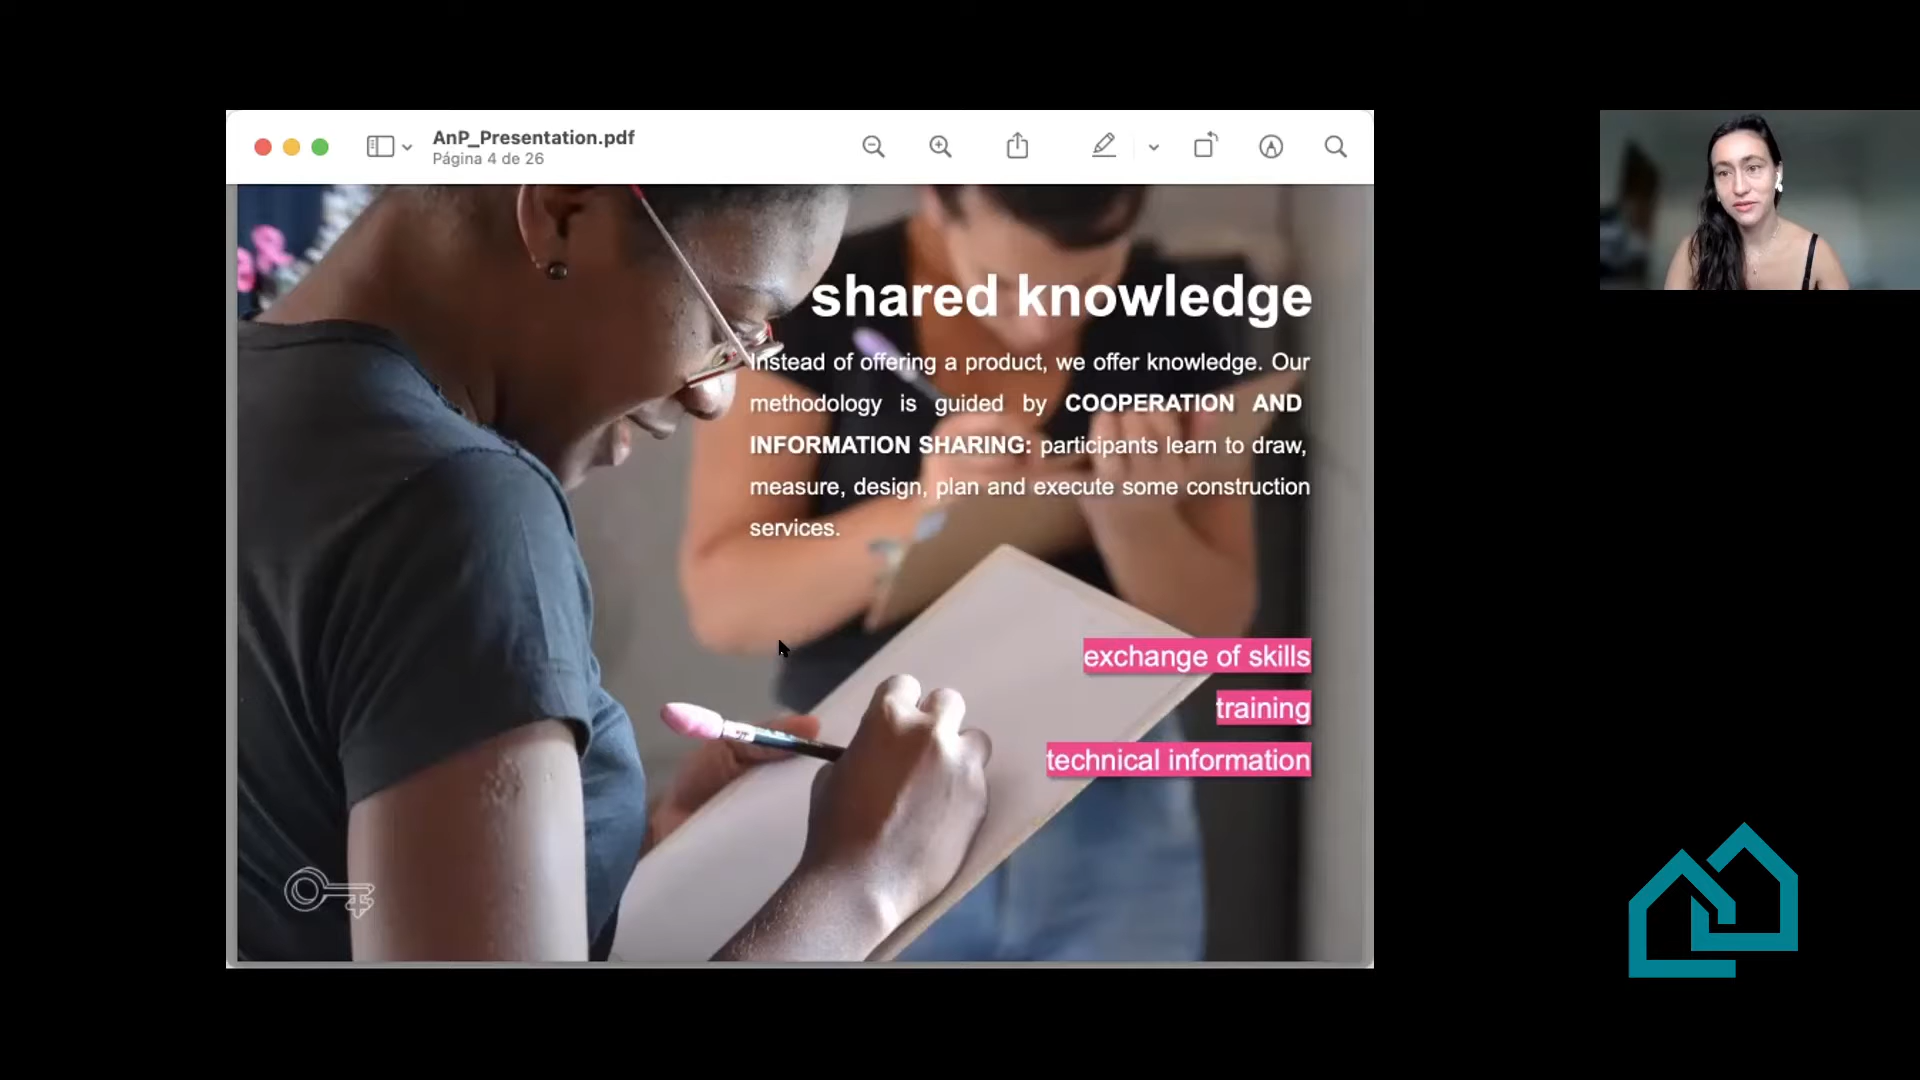 AnP_Presentation.pdf
Página 4 de 26
shared knowledge
Instead of offering a product, we offer knowledge. Our
methodology is guided by COOPERATION AND
INFORMATION SHARING: participants learn to draw,
measure, design, plan and execute some construction
services.
exchange of skills
training
technical information